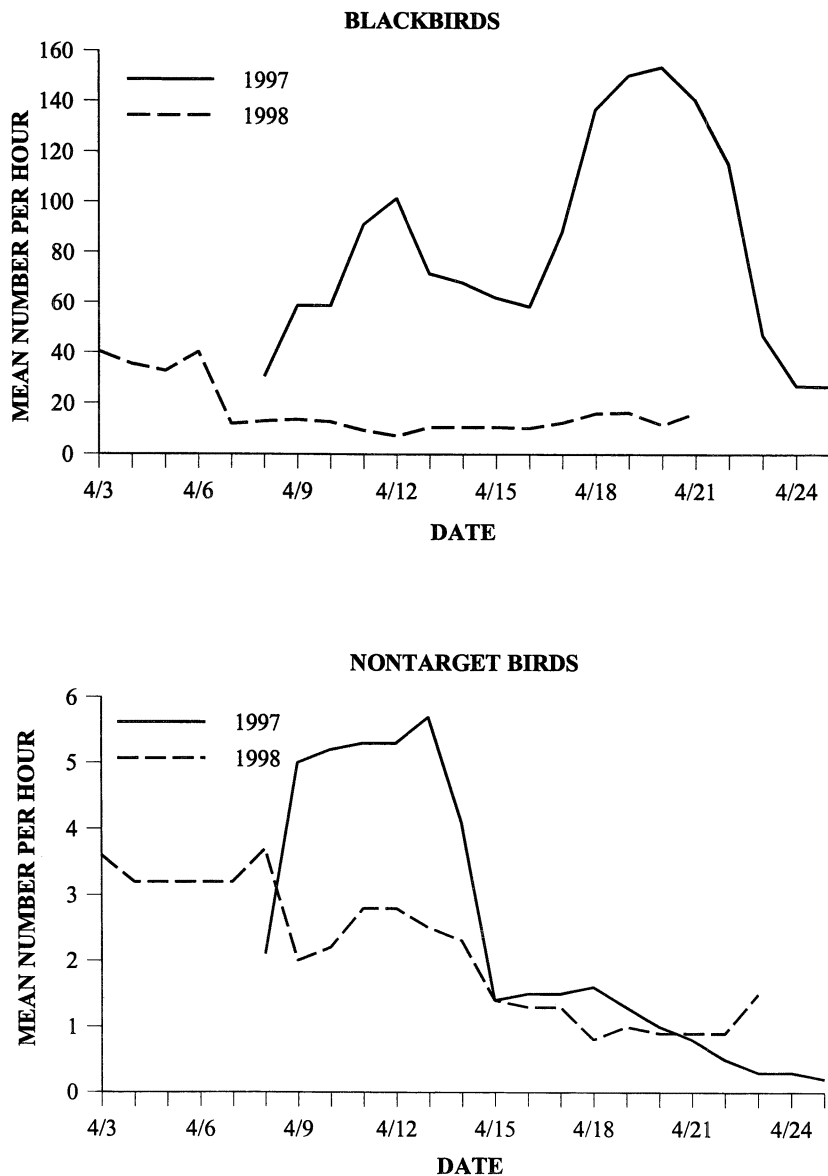 BLACKBIRDS
160
140
120
100
80
60
40
20
0
MEAN NUMBER PER HOUR
1997
1998
4/3 4/6 4/9 4/12 4/15 4/18 4/21 4/24
DATE
NONTARGET BIRDS
6
5
4
3
2
1
0
MEAN NUMBER PER HOUR
1997
1998
4/3 4/6 4/9 4/12 4/15 4/18 4/21 4/24
DATE